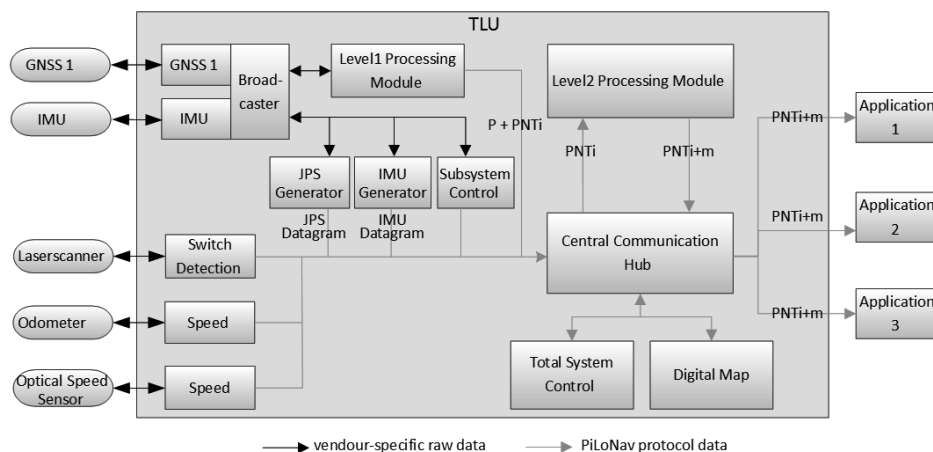 TLU
GNSS 1
GNSS 1
Broad-
caster
Level1 Processing
Module
Level2 Processing Module
IMU
IMU
P + PNTi
PNTi
PNTi+m
PNTi+m
Application
1
JPS
Generator
IMU
Generator
Subsystem
Control
JPS
Datagram
IMU
Datagram
PNTi+m
Application
2
Laserscanner
Switch
Detection
Central Communication
Hub
PNTi+m
Application
3
Odometer
Speed
Optical Speed
Sensor
Speed
Total System
Control
Digital Map
vendour-specific raw data
PiLoNav protocol data